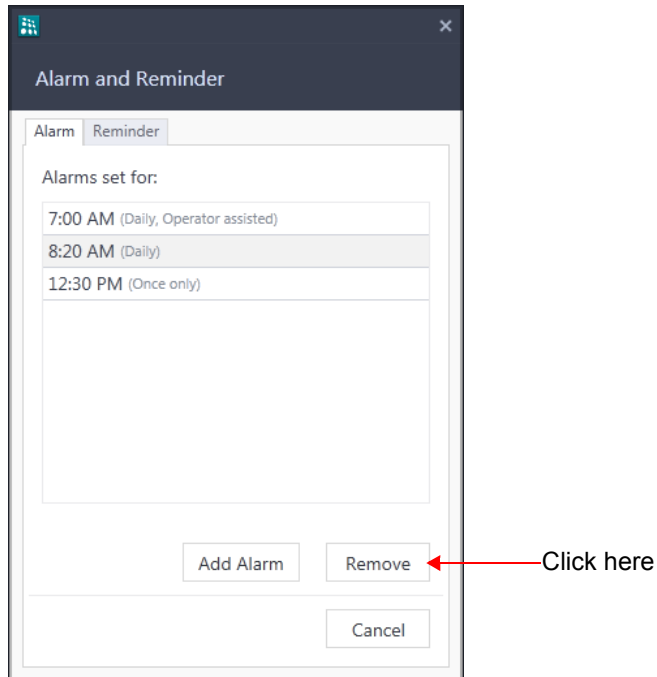 Alarm and Reminder
Alarm Reminder
Alarms set for:
7:00 AM (Daily, Operator assisted)
8:20 AM (Daily)
12:30 PM (Once only)
Add Alarm Remove Click here
Cancel